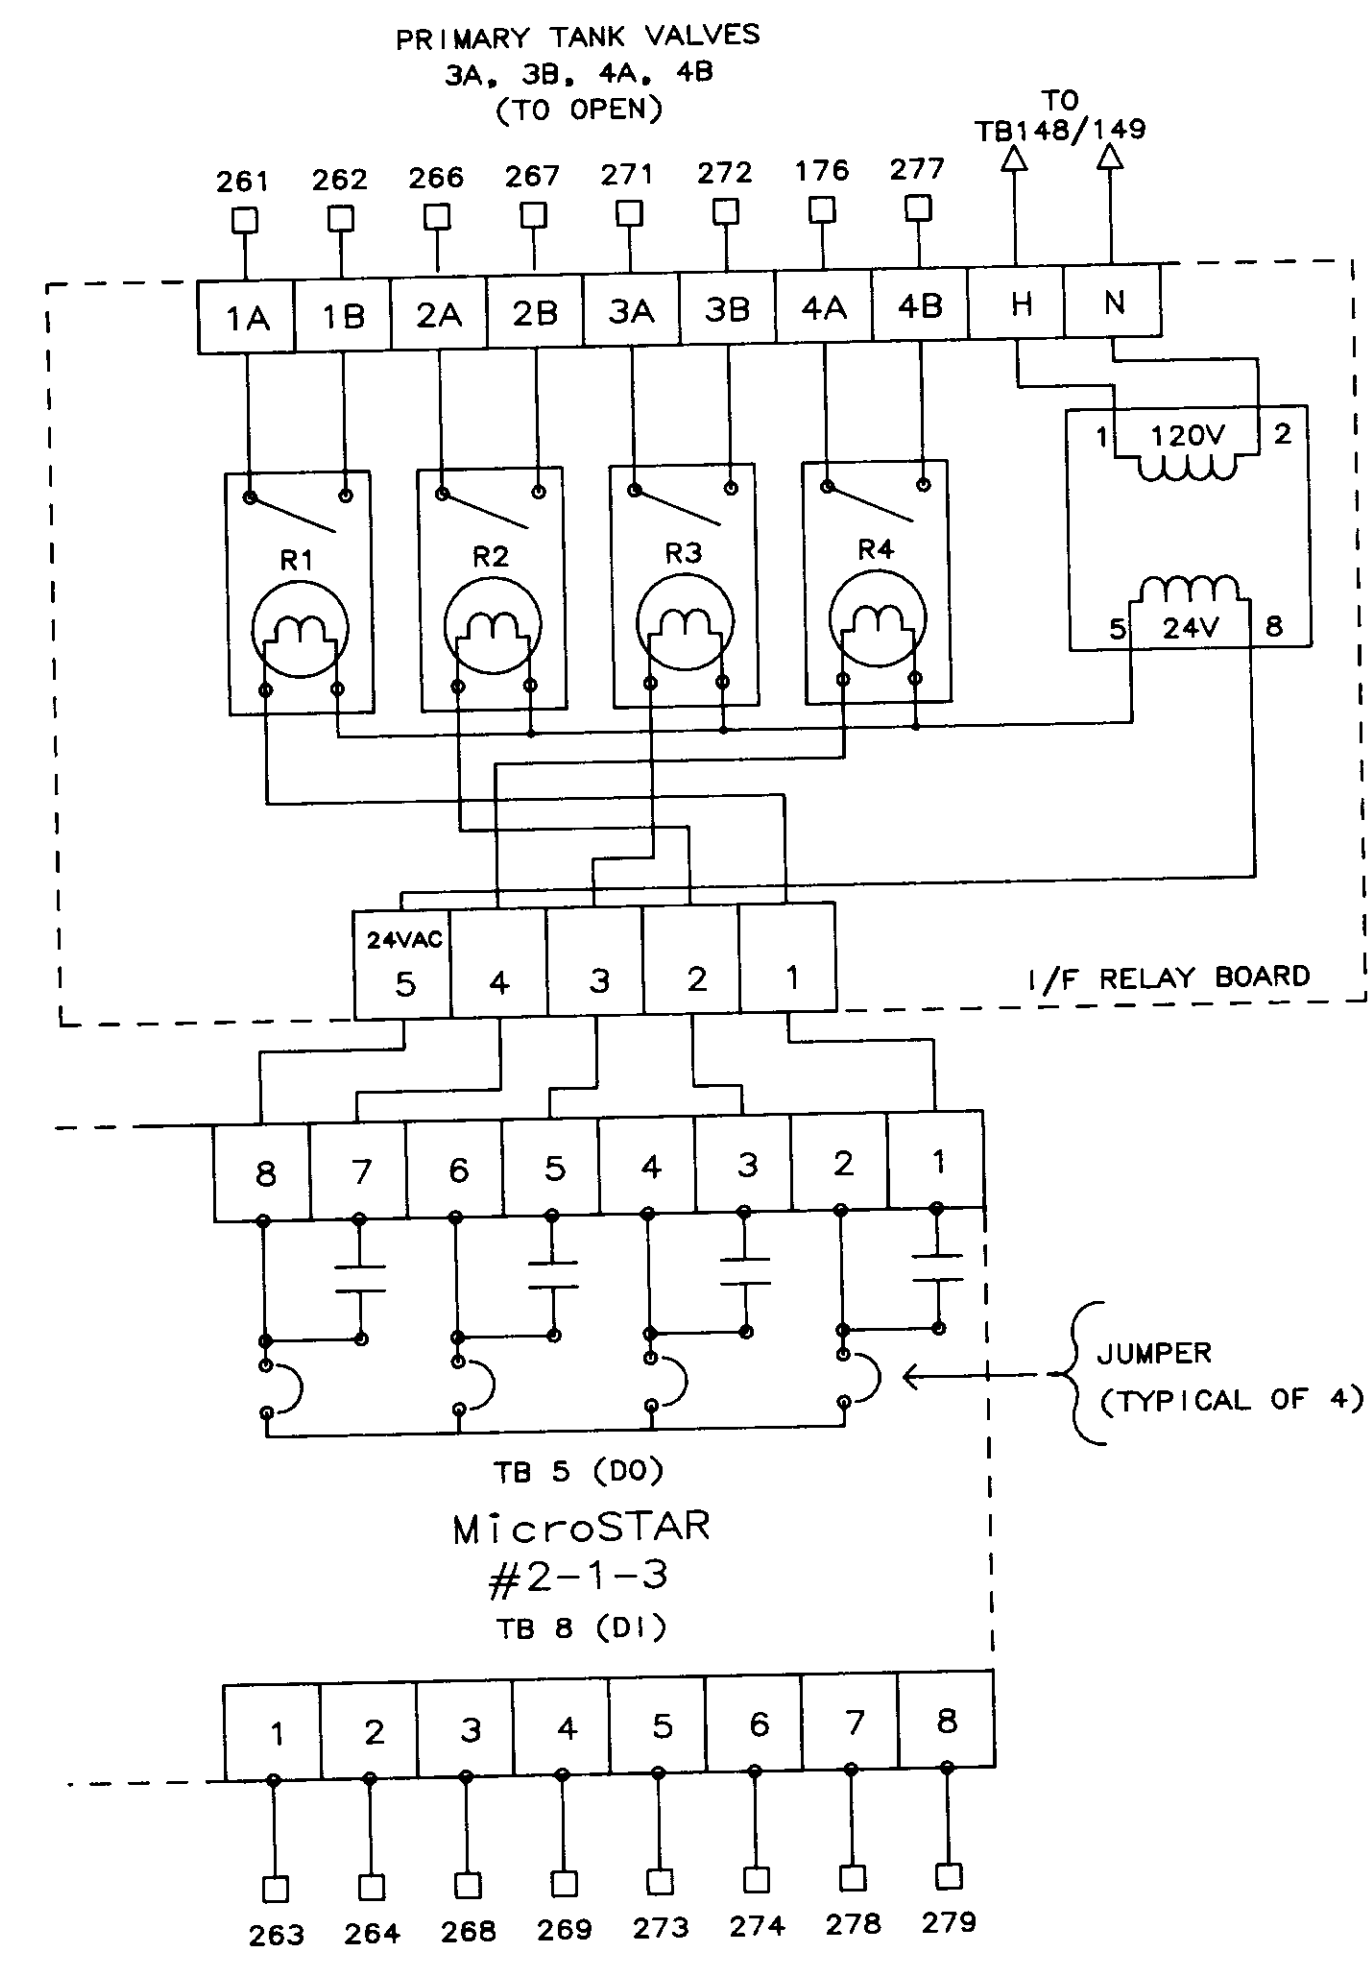 PRIMARY TANK VALVES
3A, 3B, 4A, 4B
(TO OPEN)
TO
TB148/149
261 262 266 267 271 272 176 277
1A 1B 2A 2B 3A 3B 4A 4B H N
1 120V 2
R1 R2 R3 R4
5 24V 8
24VAC
5 4 3 2 1
I/F RELAY BOARD
8 7 6 5 4 3 2 1
JUMPER
(TYPICAL OF 4)
TB 5 (DO)
MicroSTAR
#2-1-3
TB 8 (DI)
1 2 3 4 5 6 7 8
263 264 268 269 273 274 278 279